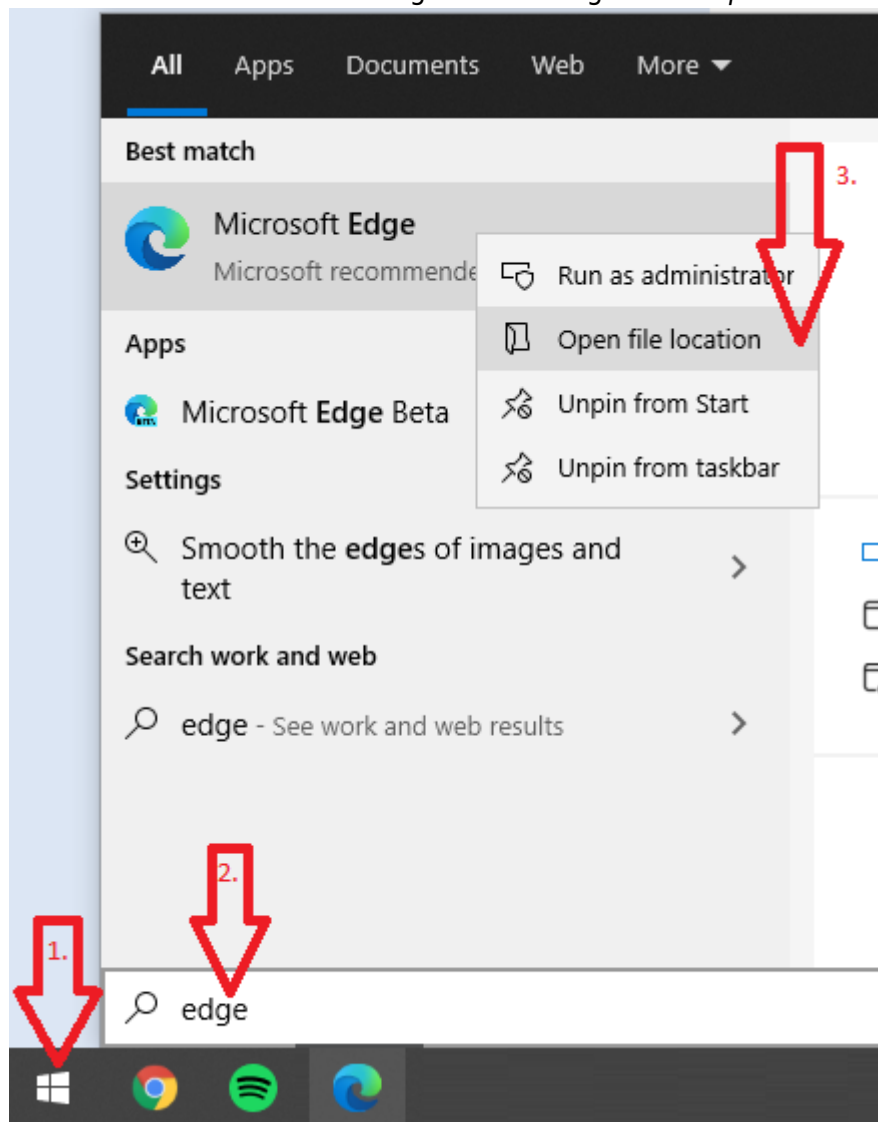 All Apps Documents Web More
Best match
3.
Microsoft Edge
Microsoft recommende
Run as administrator
Open file location
Unpin from Start
Unpin from taskbar
Apps
Microsoft Edge Beta
Settings
Smooth the edges of images and
text
Search work and web
edge - See work and web results
2.
1.
edge